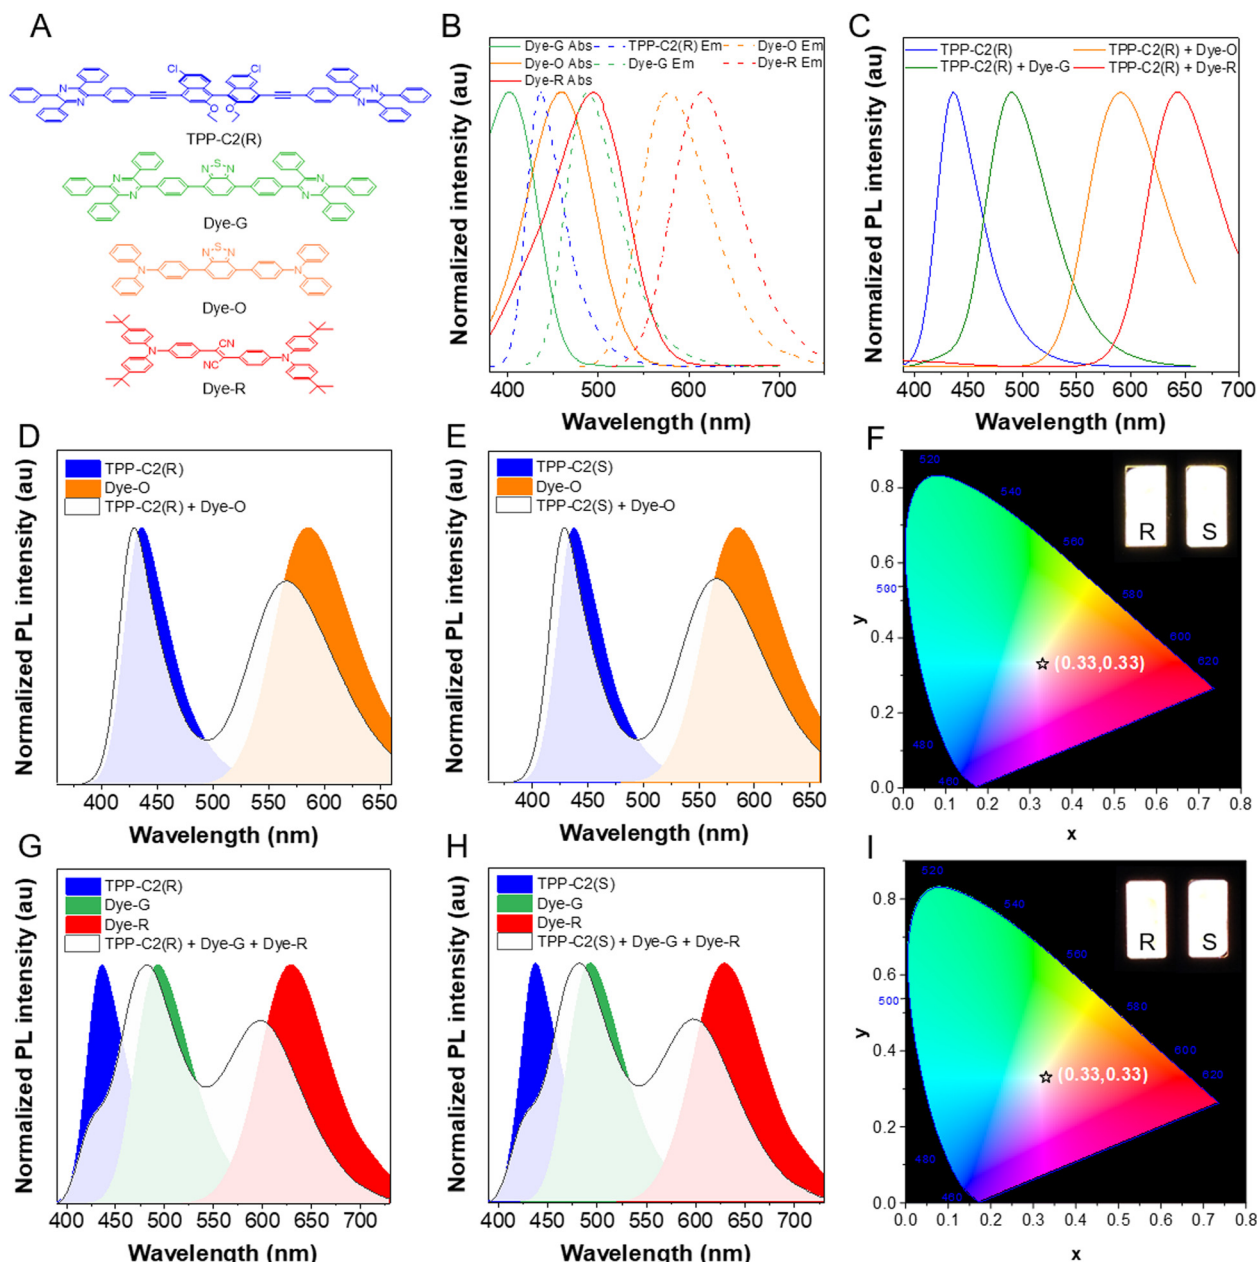 A
Cl
Cl
N
N
N
N
O
O
TPP-C2(R)
S
N
N
N
N
N
N
Dye-G
S
N
N
N
N
Dye-O
N
CN
NC
N
Dye-R
B
Normalized intensity (au)
Dye-G Abs
TPP-C2(R) Em
Dye-O Em
Dye-O Abs
Dye-G Em
Dye-R Em
Dye-R Abs
400 500 600 700
Wavelength (nm)
C
Normalized PL intensity (au)
TPP-C2(R)
TPP-C2(R) + Dye-O
TPP-C2(R) + Dye-G
TPP-C2(R) + Dye-R
400 450 500 550 600 650 700
Wavelength (nm)
D
Normalized PL intensity (au)
TPP-C2(R)
Dye-O
TPP-C2(R) + Dye-O
400 450 500 550 600 650
Wavelength (nm)
E
Normalized PL intensity (au)
TPP-C2(S)
Dye-O
TPP-C2(S) + Dye-O
400 450 500 550 600 650
Wavelength (nm)
F
y
0.8
0.6
0.4
0.2
0.0
520
540
560
500
580
600
620
480
460
R
S
(0.33,0.33)
0.0 0.1 0.2 0.3 0.4 0.5 0.6 0.7 0.8
x
G
Normalized PL intensity (au)
TPP-C2(R)
Dye-G
Dye-R
TPP-C2(R) + Dye-G + Dye-R
400 450 500 550 600 650 700
Wavelength (nm)
H
Normalized PL intensity (au)
TPP-C2(S)
Dye-G
Dye-R
TPP-C2(S) + Dye-G + Dye-R
400 450 500 550 600 650 700
Wavelength (nm)
I
y
0.8
0.6
0.4
0.2
0.0
520
540
560
500
580
600
620
480
460
R
S
(0.33,0.33)
0.0 0.1 0.2 0.3 0.4 0.5 0.6 0.7 0.8
x